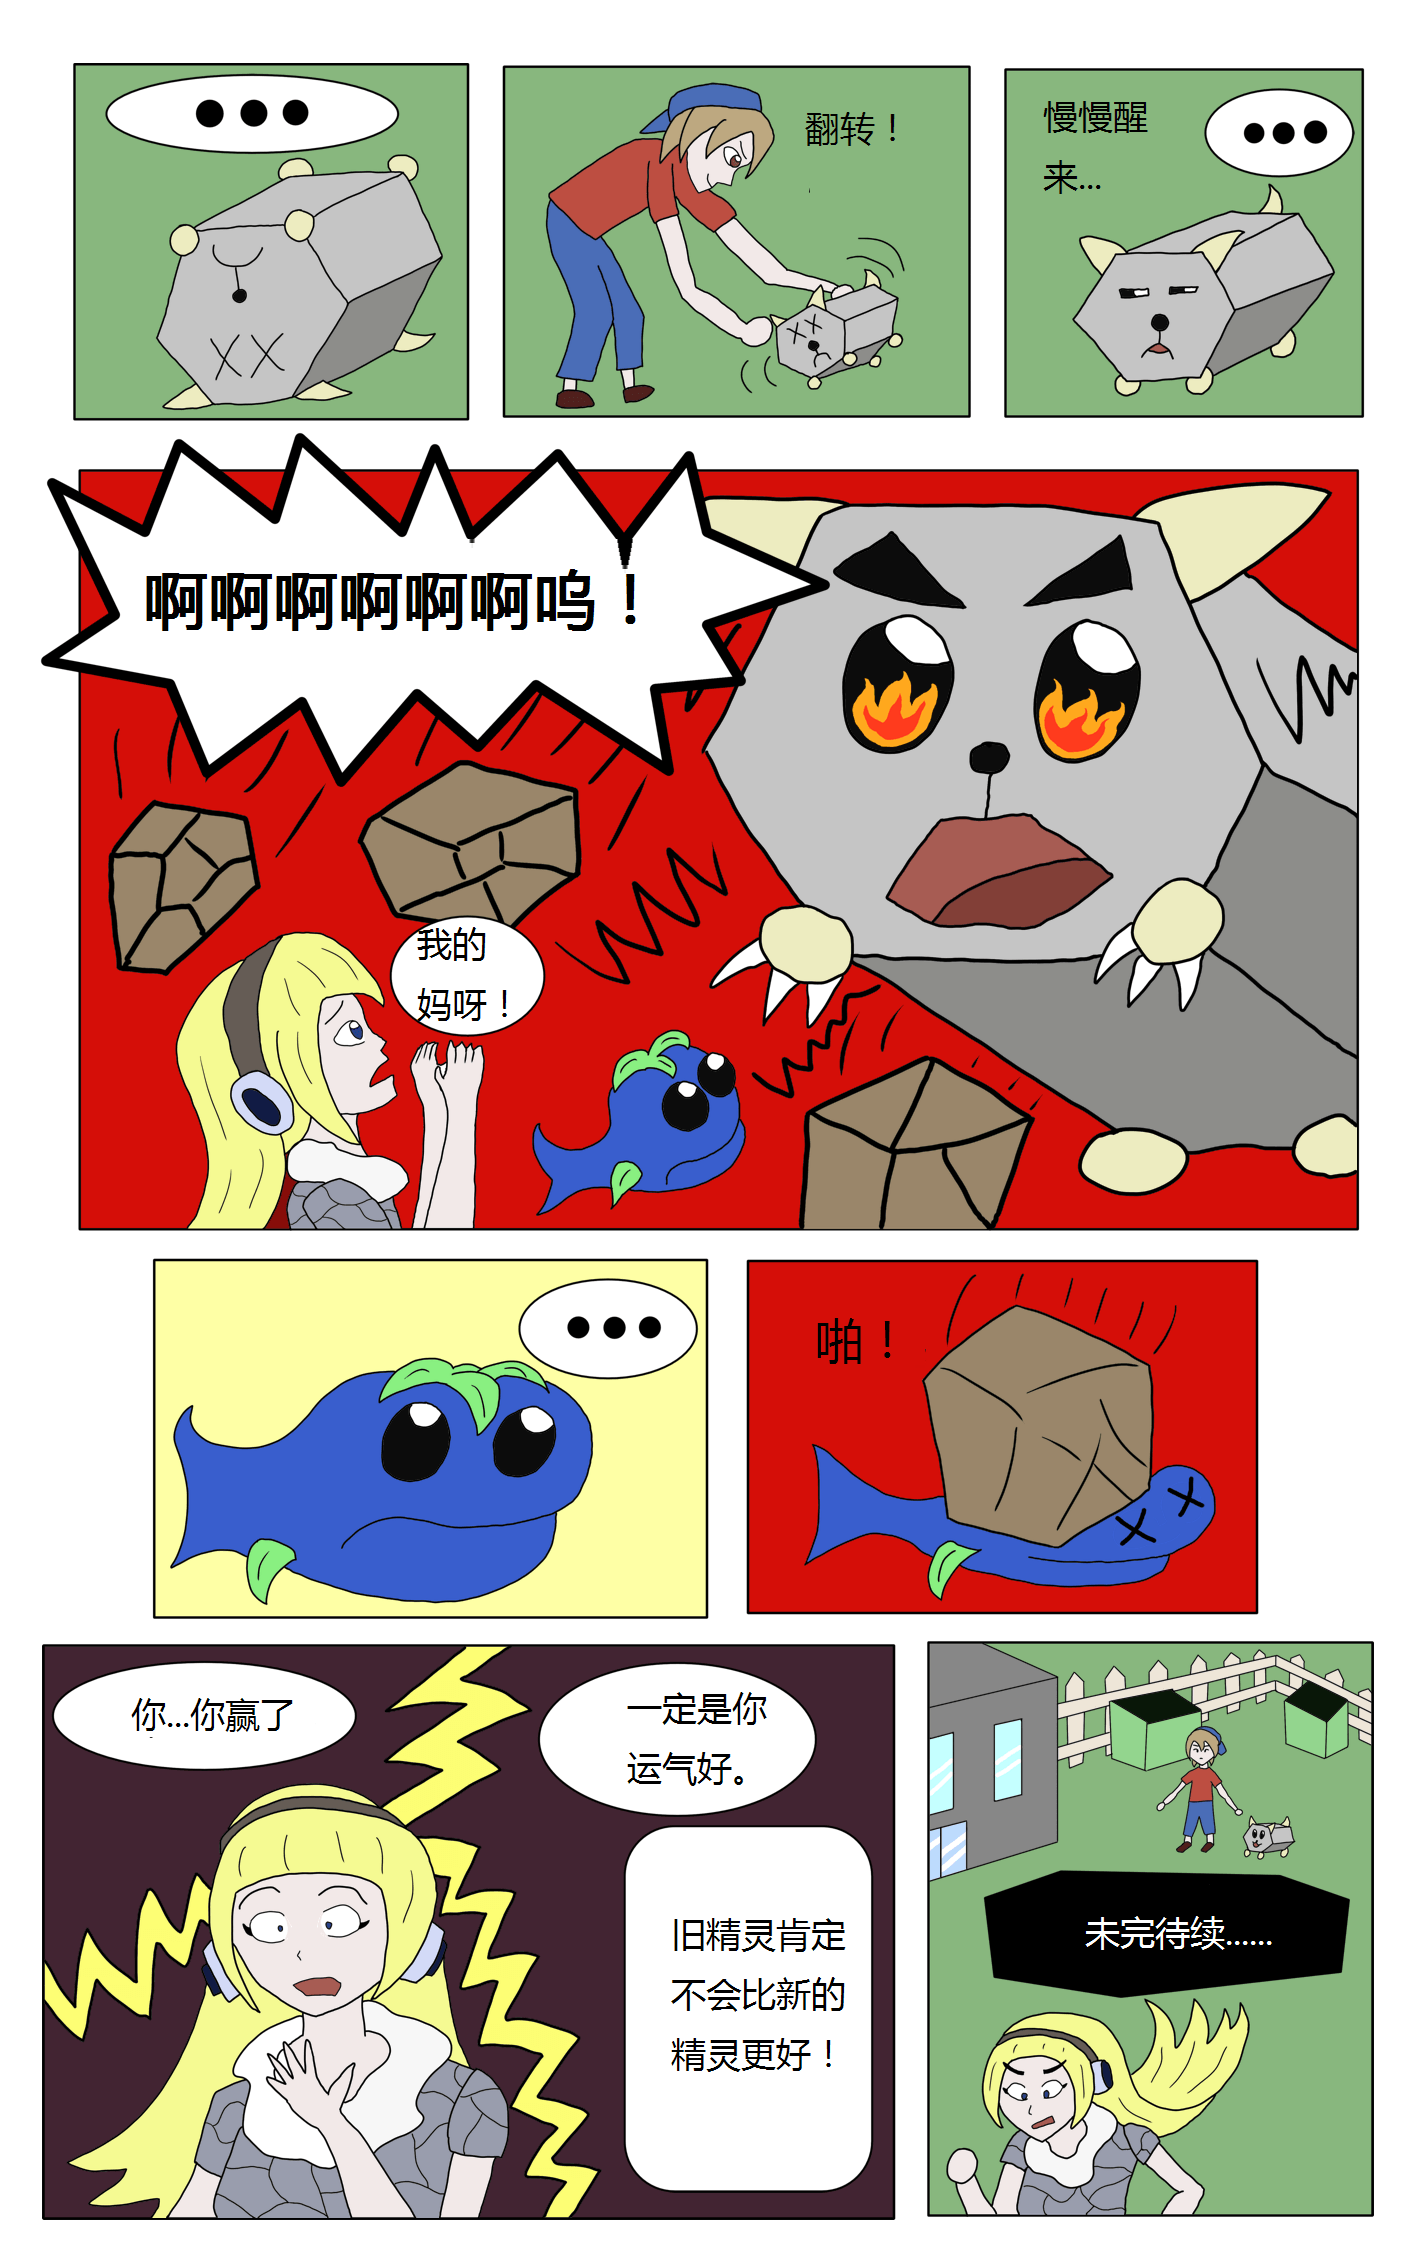 翻转！
慢慢醒
来...
啊啊啊啊啊啊呜！
我的
妈呀！
啪！
你...你赢了
一定是你
运气好。
旧精灵肯定
不会比新的
精灵更好！
未完待续......